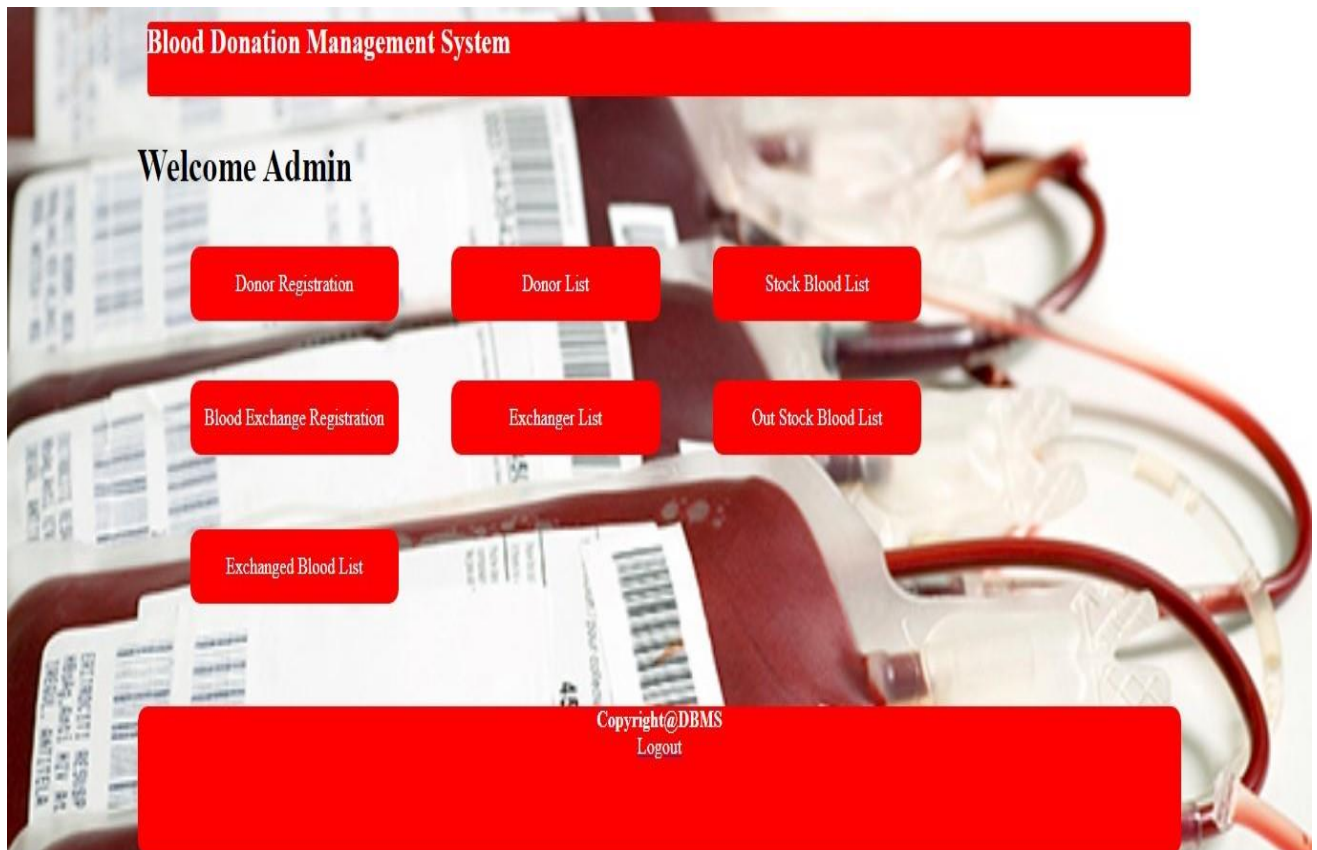 Blood Donation Management System
Welcome Admin
Donor Registration
Donor List
Stock Blood List
Blood Exchange Registration
Exchanger List
Out Stock Blood List
Exchanged Blood List
45
Copyright@DBMS
Logout